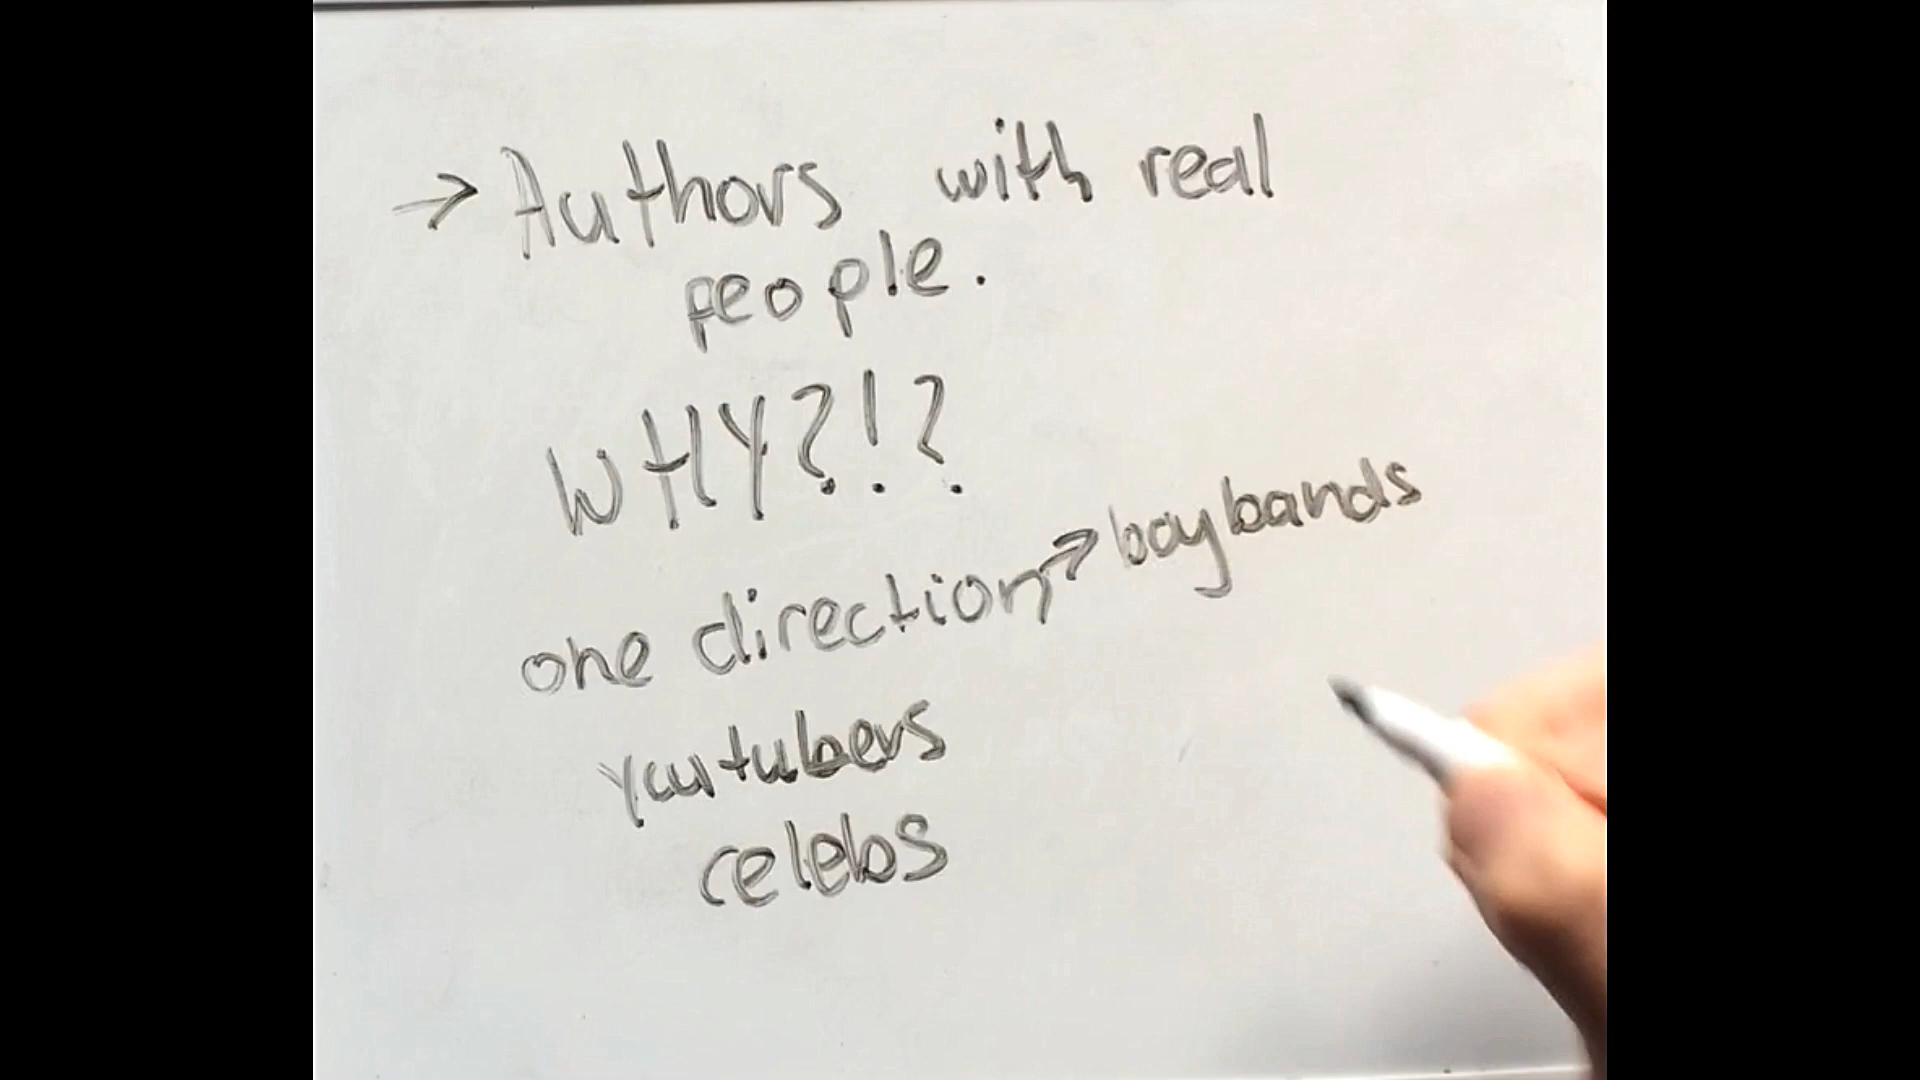 → Authors with real
people.
WHY?!?
one direction → boybands
youtubers
celebs